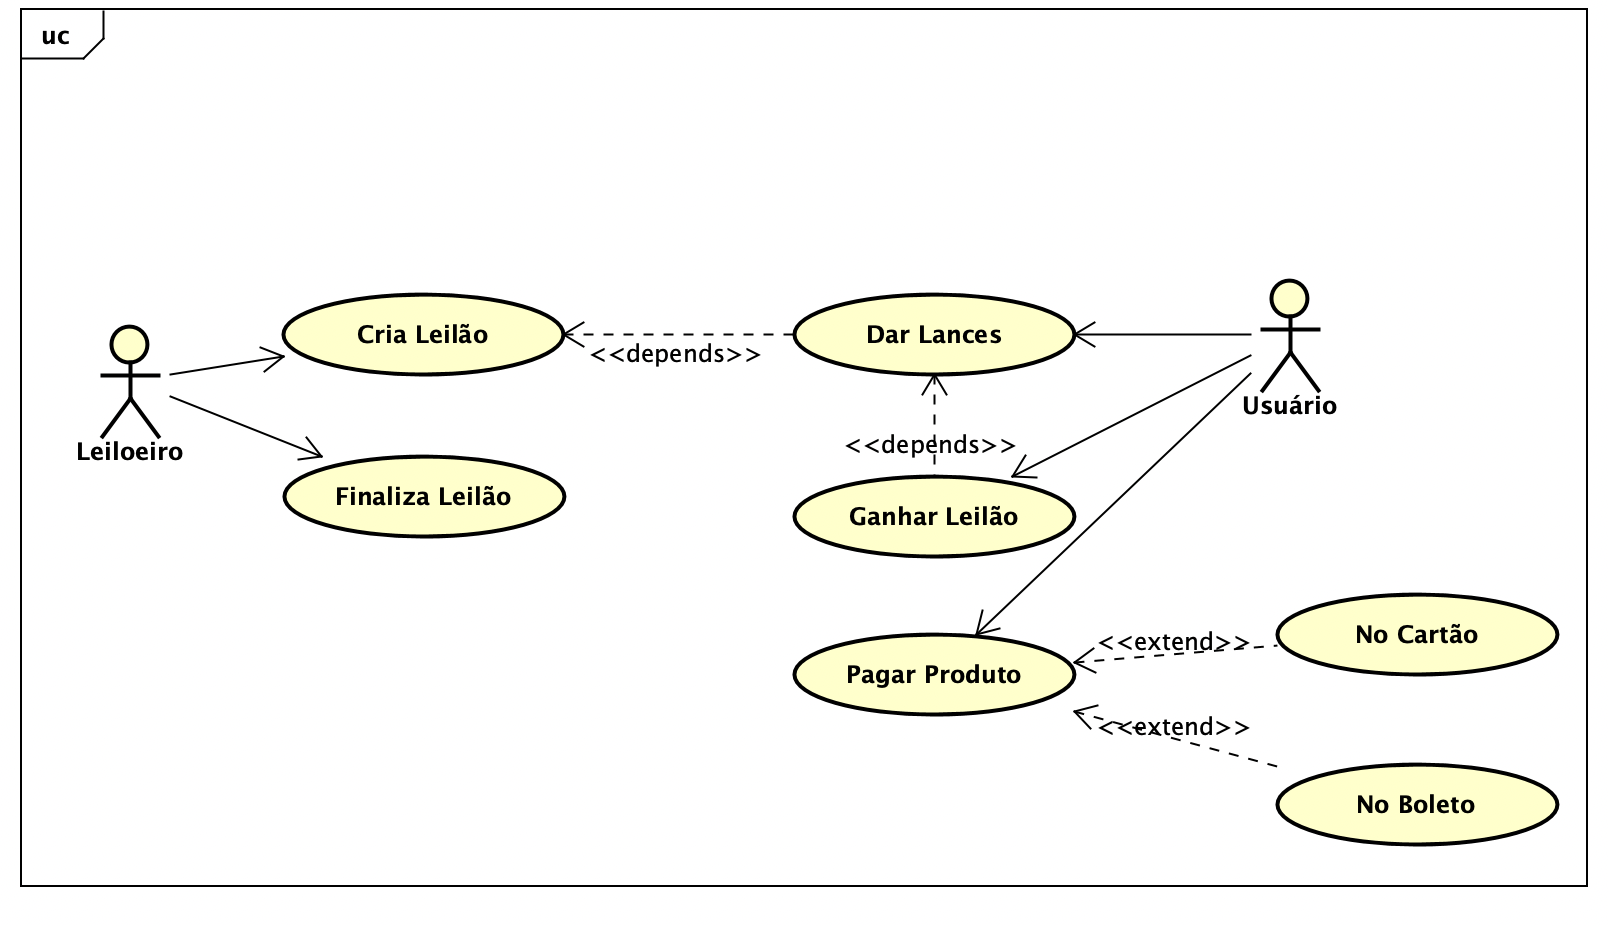 uc
Cria Leilão
<<depends>>
Dar Lances
Usuário
Leiloeiro
<<depends>>
Finaliza Leilão
Ganhar Leilão
<<extend>>
No Cartão
Pagar Produto
<<extend>>
No Boleto